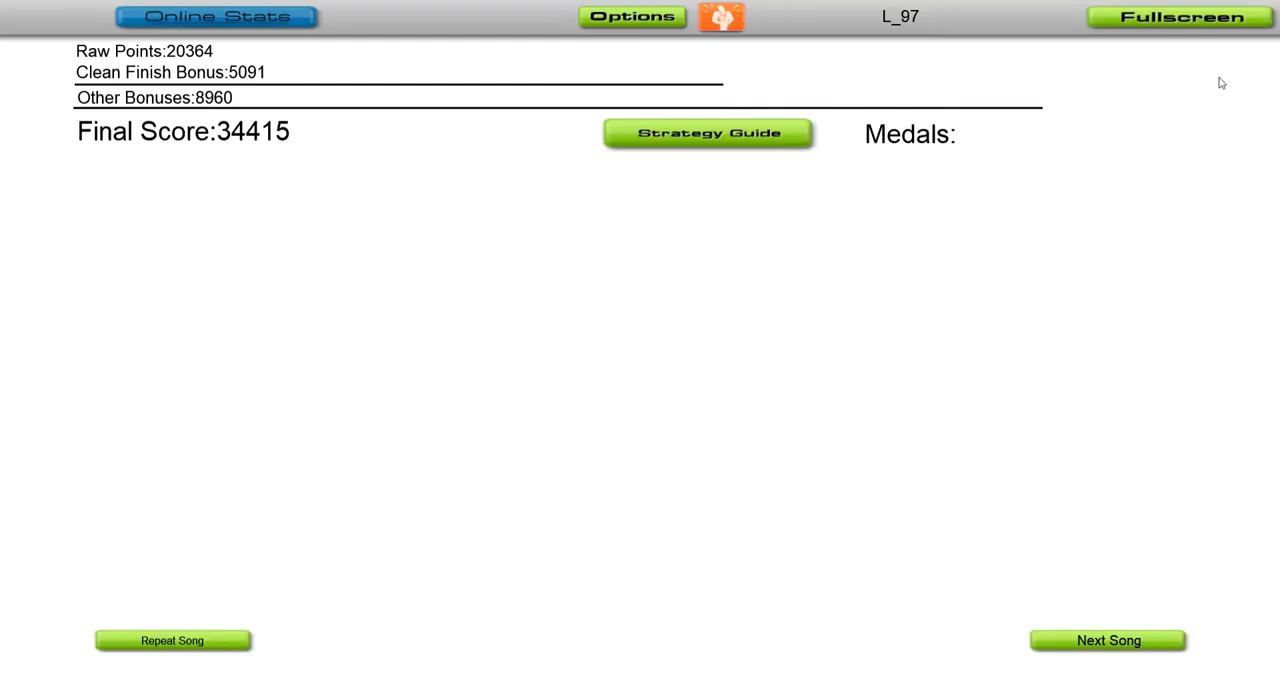 Online Stats
Options
L_97
Fullscreen
Raw Points:20364
Clean Finish Bonus:5091
Other Bonuses:8960
Final Score:34415
Strategy Guide
Medals:
Repeat Song
Next Song